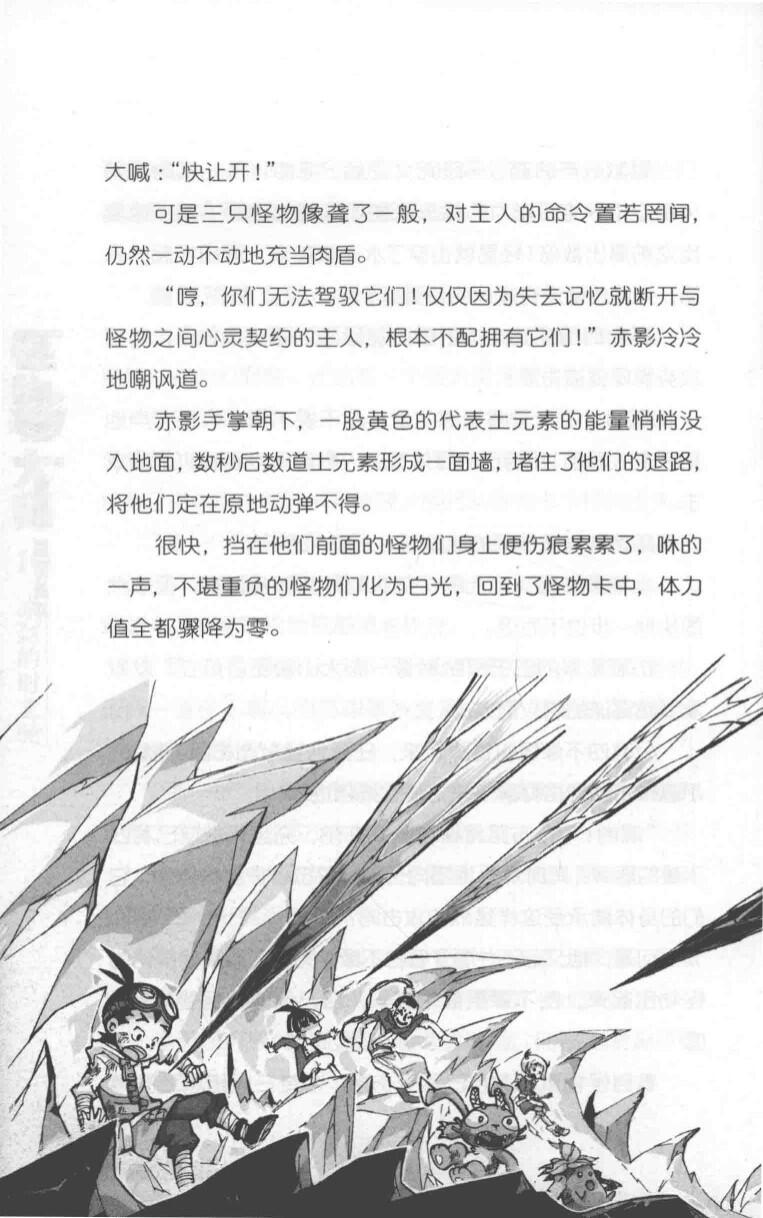 大喊：“快让开！”
可是三只怪物像聋了一般，对主人的命令置若罔闻，
仍然一动不动地充当肉盾。
“哼，你们无法驾驭它们！仅仅因为失去记忆就断开与
怪物之间心灵契约的主人，根本不配拥有它们！”赤影冷冷
地嘲讽道。
赤影手掌朝下，一股黄色的代表土元素的能量悄悄没
入地面，数秒后数道土元素形成一面墙，堵住了他们的退路，
将他们定在原地动弹不得。
很快，挡在他们前面的怪物们身上便伤痕累累了，咻的
一声，不堪重负的怪物们化为白光，回到了怪物卡中，体力
值全都骤降为零。